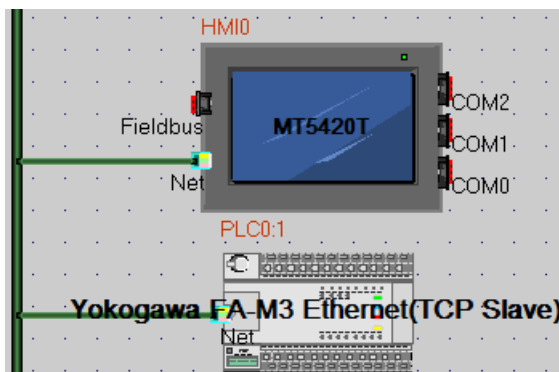 HMI0
COM2
Fieldbus
MT5420T
COM1
Net
COM0
PLC0:1
Yokogawa FA-M3 Ethernet(TCP Slave)
Net